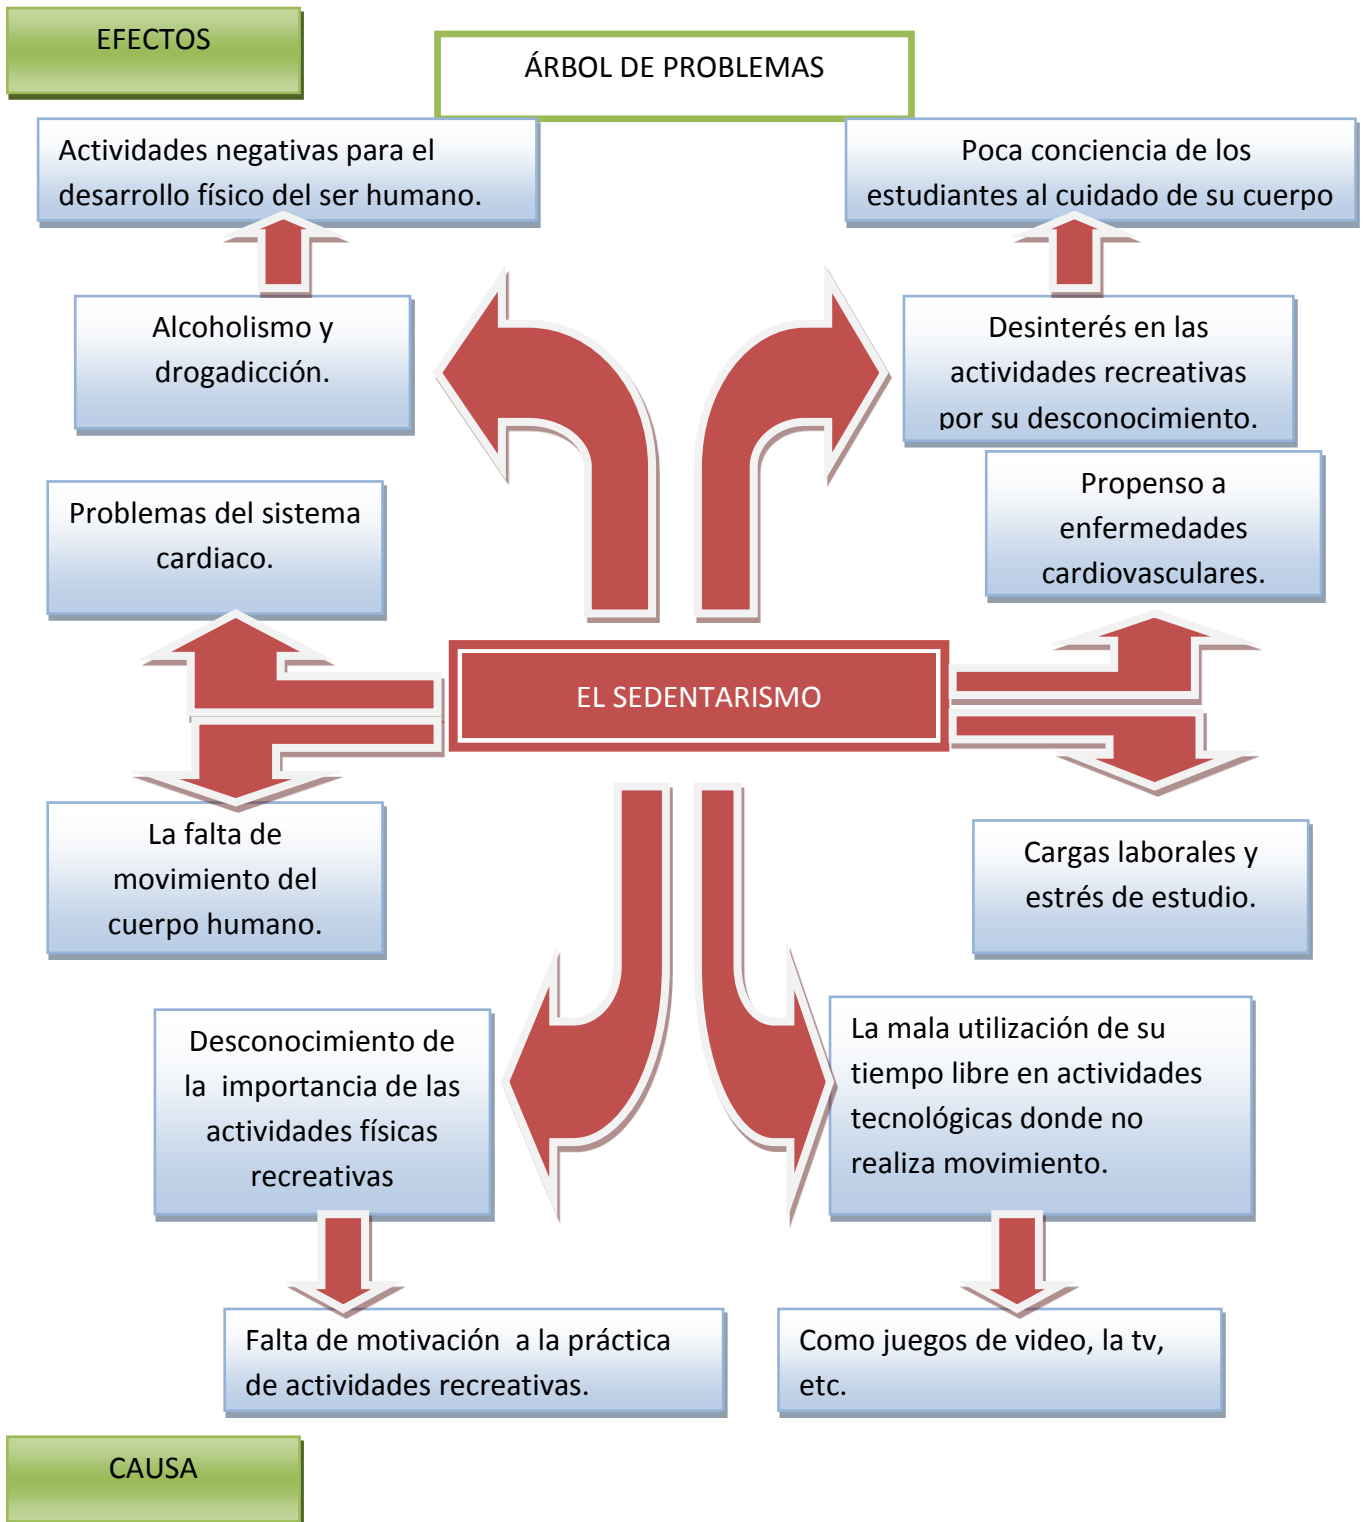 EFECTOS
ÁRBOL DE PROBLEMAS
Actividades negativas para el
desarrollo físico del ser humano.
Poca conciencia de los
estudiantes al cuidado de su cuerpo
Alcoholismo y
drogadicción.
Desinterés en las
actividades recreativas
por su desconocimiento.
Problemas del sistema
cardiaco.
Propenso a
enfermedades
cardiovasculares.
EL SEDENTARISMO
La falta de
movimiento del
cuerpo humano.
Cargas laborales y
estrés de estudio.
Desconocimiento de
la importancia de las
actividades físicas
recreativas
La mala utilización de su
tiempo libre en actividades
tecnológicas donde no
realiza movimiento.
Falta de motivación a la práctica
de actividades recreativas.
Como juegos de video, la tv,
etc.
CAUSA